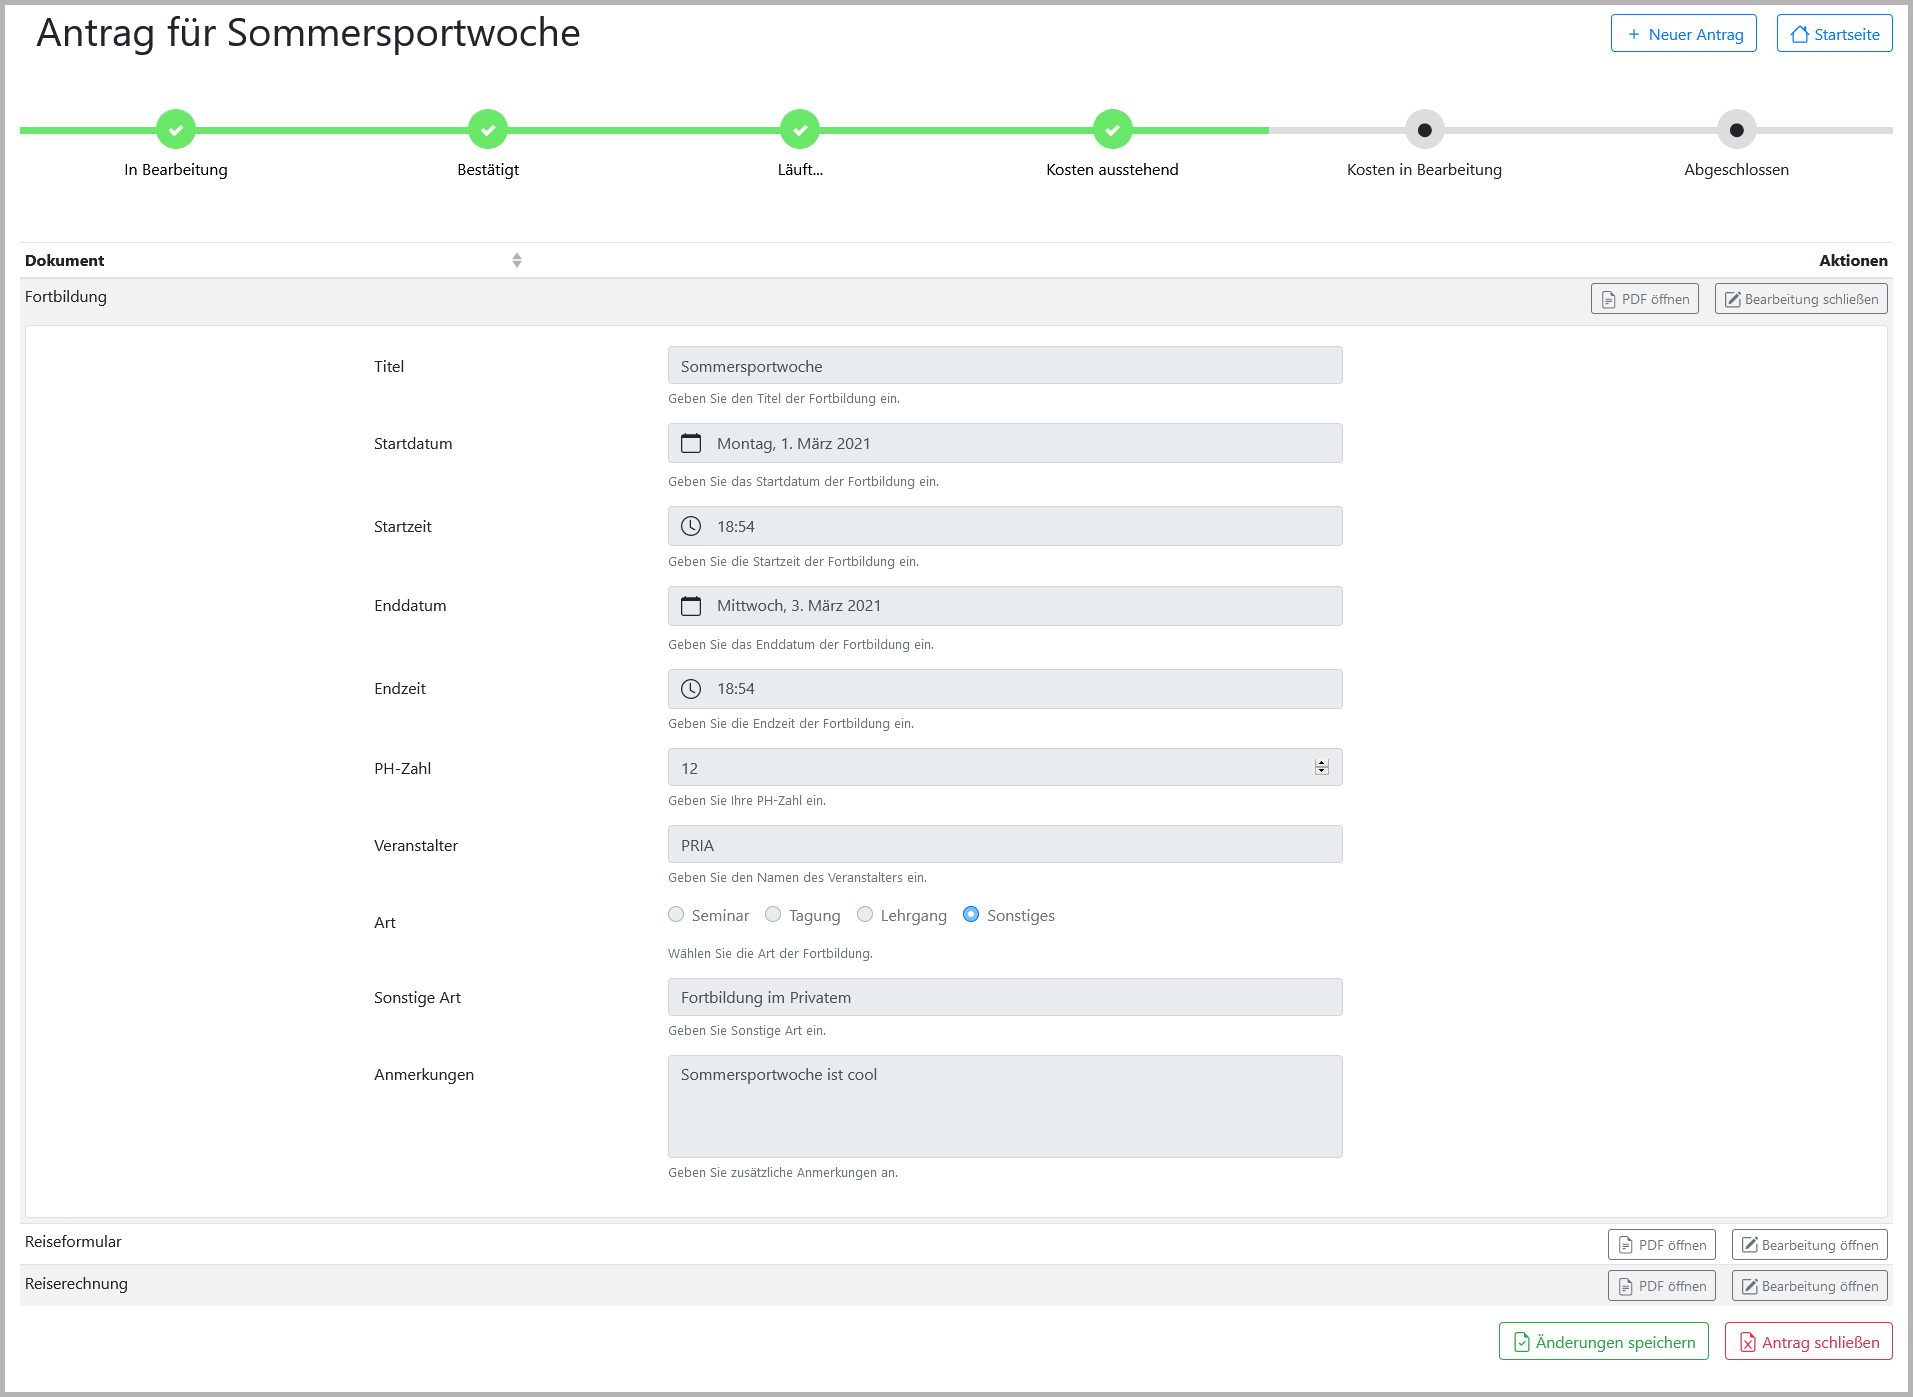 Antrag für Sommersportwoche
Neuer Antrag
Startseite
In Bearbeitung
Bestätigt
Läuft...
Kosten ausstehend
Kosten in Bearbeitung
Abgeschlossen
Dokument
Aktionen
Fortbildung
PDF öffnen
Bearbeitung schließen
Titel
Sommersportwoche
Geben Sie den Titel der Fortbildung ein.
Startdatum
Montag, 1. März 2021
Geben Sie das Startdatum der Fortbildung ein.
Startzeit
18:54
Geben Sie die Startzeit der Fortbildung ein.
Enddatum
Mittwoch, 3. März 2021
Geben Sie das Enddatum der Fortbildung ein.
Endzeit
18:54
Geben Sie die Endzeit der Fortbildung ein.
PH-Zahl
12
Geben Sie Ihre PH-Zahl ein.
Veranstalter
PRIA
Geben Sie den Namen des Veranstalters ein.
Art
Seminar
Tagung
Lehrgang
Sonstiges
Wählen Sie die Art der Fortbildung.
Sonstige Art
Fortbildung im Privatem
Geben Sie Sonstige Art ein.
Anmerkungen
Sommersportwoche ist cool
Geben Sie zusätzliche Anmerkungen an.
Reiseformular
PDF öffnen
Bearbeitung öffnen
Reiserechnung
PDF öffnen
Bearbeitung öffnen
Änderungen speichern
Antrag schließen